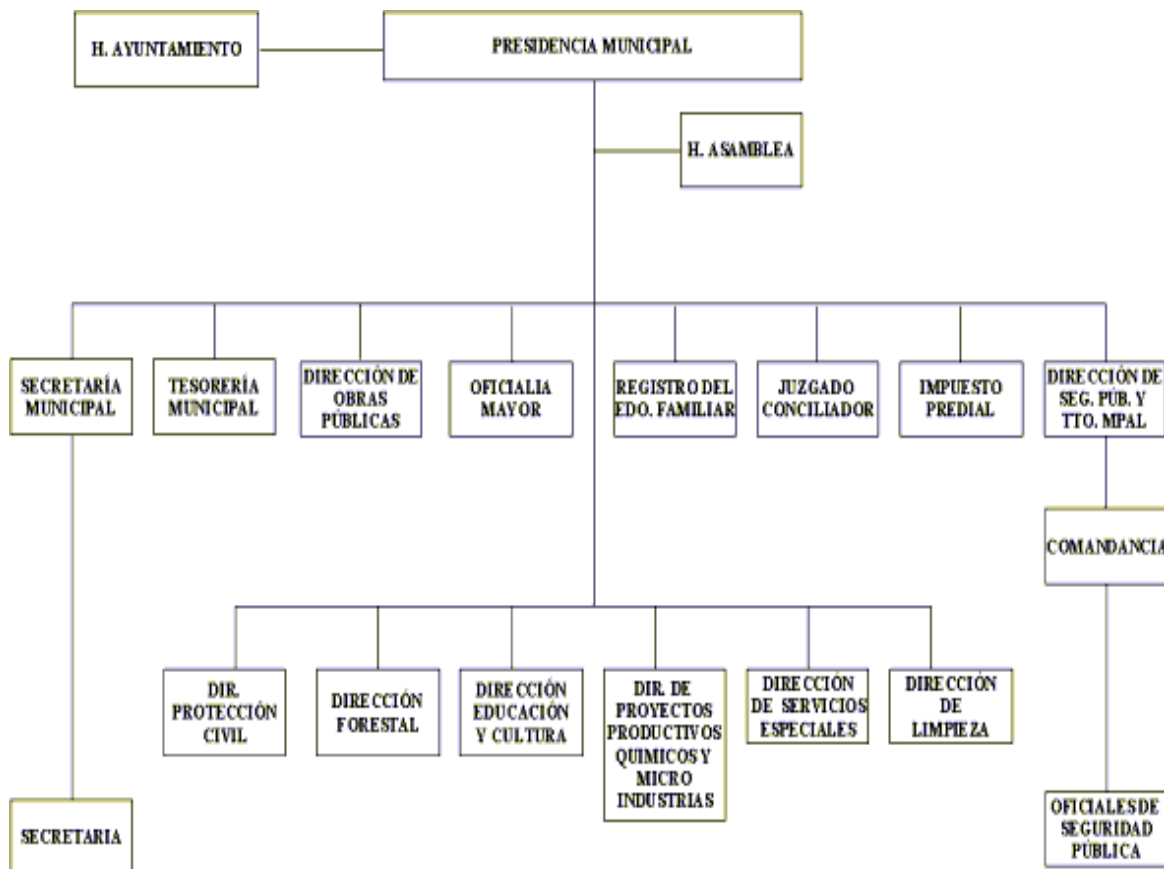 H. AYUNTAMIENTO
PRESIDENCIA MUNICIPAL
H. ASAMBLEA
SECRETARÍA
MUNICIPAL
TESORERÍA
MUNICIPAL
DIRECCIÓN DE
OBRAS
PÚBLICAS
OFICIALIA
MAYOR
REGISTRO DEL
EDO. FAMILIAR
JUZGADO
CONCILIADOR
IMPUESTO
PREDIAL
DIRECCIÓN DE
SEG. PÚB. Y
TTO. MPAL
COMANDANCIA
DIR.
PROTECCIÓN
CIVIL
DIRECCIÓN
FORESTAL
DIRECCIÓN
EDUCACIÓN
Y CULTURA
DIR. DE
PROYECTOS
PRODUCTIVOS
QUIMICOS Y
MICRO
INDUSTRIAS
DIRECCIÓN
DE SERVICIOS
ESPECIALES
DIRECCIÓN
DE
LIMPIEZA
SECRETARIA
OFICIALES DE
SEGURIDAD
PÚBLICA